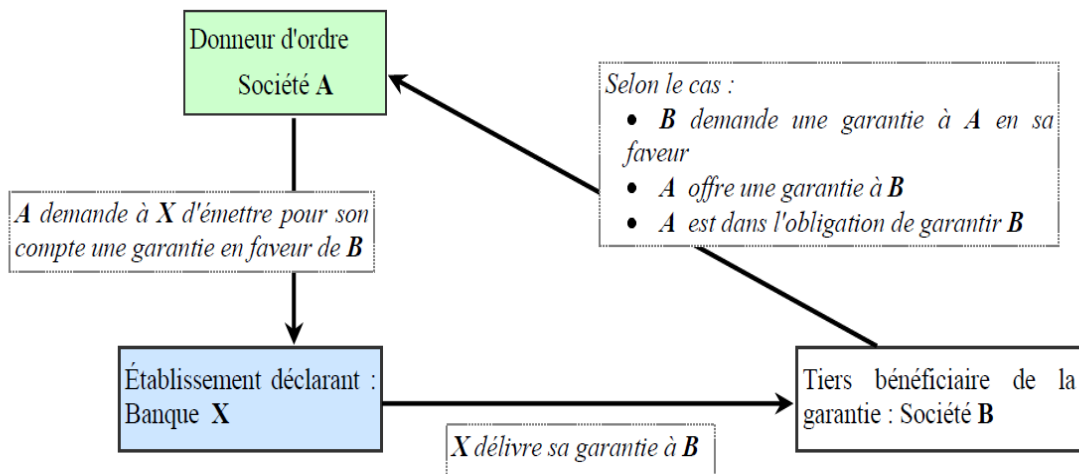 Donneur d'ordre
Société A
Selon le cas :
• B demande une garantie à A en sa
faveur
• A offre une garantie à B
• A est dans l'obligation de garantir B
A demande à X d'émettre pour son
compte une garantie en faveur de B
Établissement déclarant :
Banque X
Tiers bénéficiaire de la
garantie : Société B
X délivre sa garantie à B